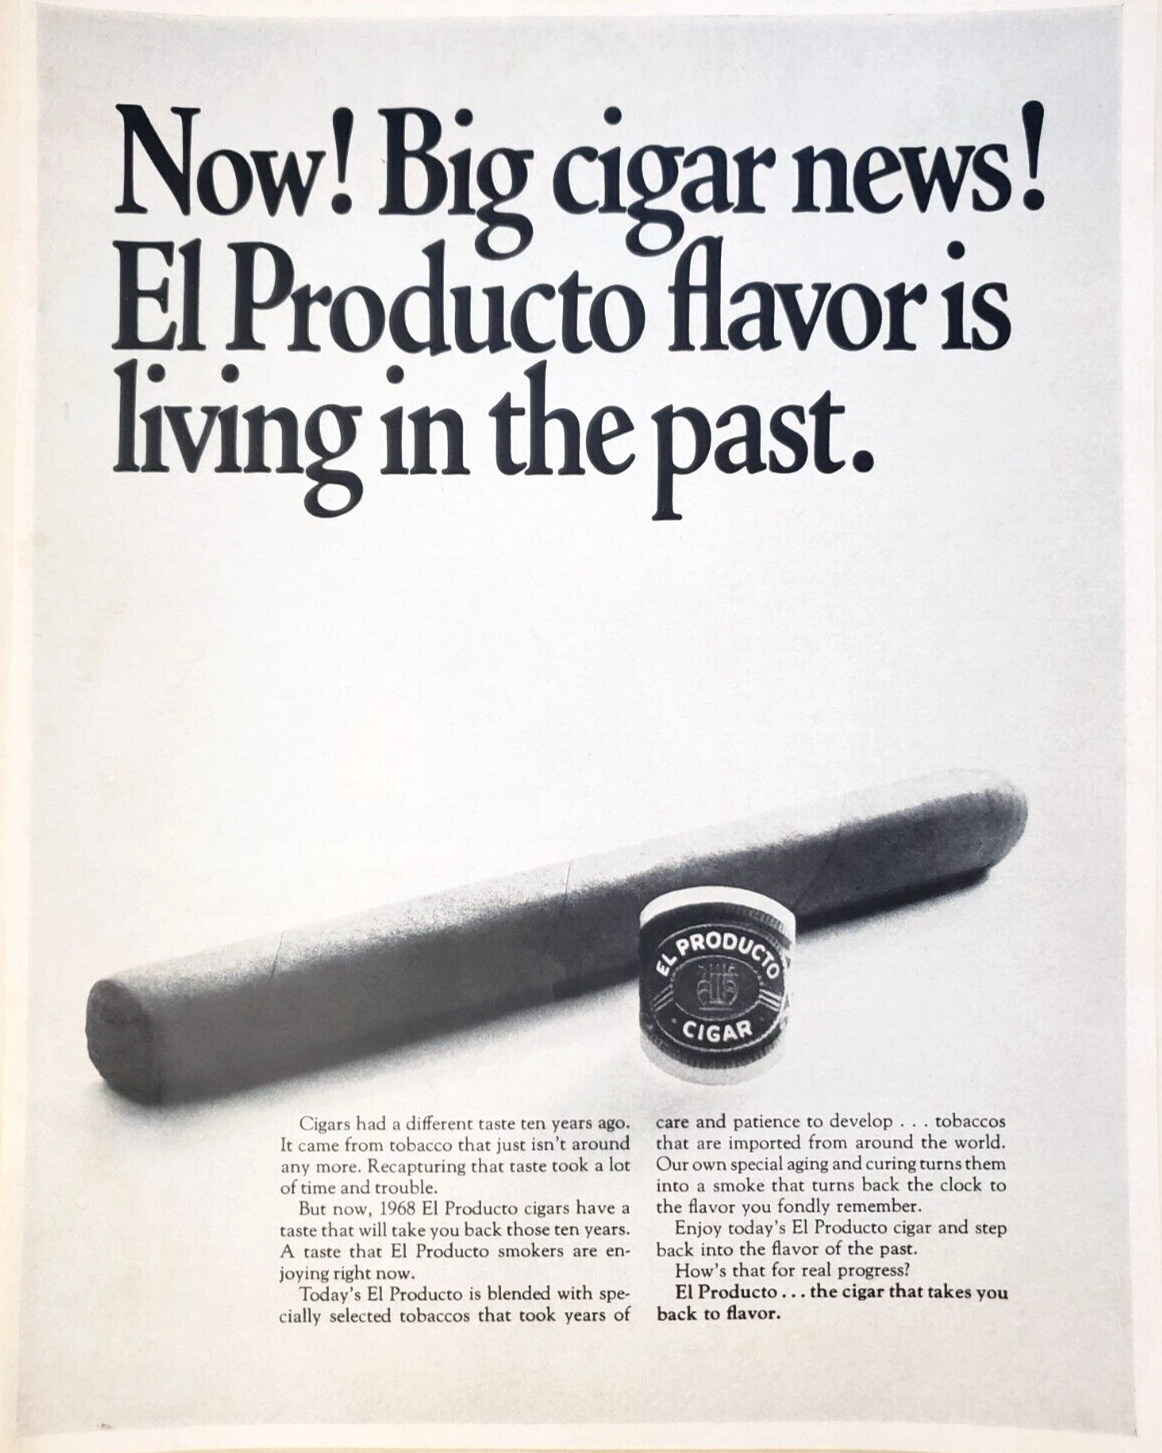 Now! Big cigar news!
El Producto flavor is
living in the past.
EL PRODUCTO
CIGAR
Cigars had a different taste ten years ago.
It came from tobacco that just isn't around
any more. Recapturing that taste took a lot
of time and trouble.
But now, 1968 El Producto cigars have a
taste that will take you back those ten years.
A taste that El Producto smokers are en-
joying right now.
Today's El Producto is blended with spe-
cially selected tobaccos that took years of
care and patience to develop . . . tobaccos
that are imported from around the world.
Our own special aging and curing turns them
into a smoke that turns back the clock to
the flavor you fondly remember.
Enjoy today's El Producto cigar and step
back into the flavor of the past.
How's that for real progress?
El Producto . . . the cigar that takes you
back to flavor.